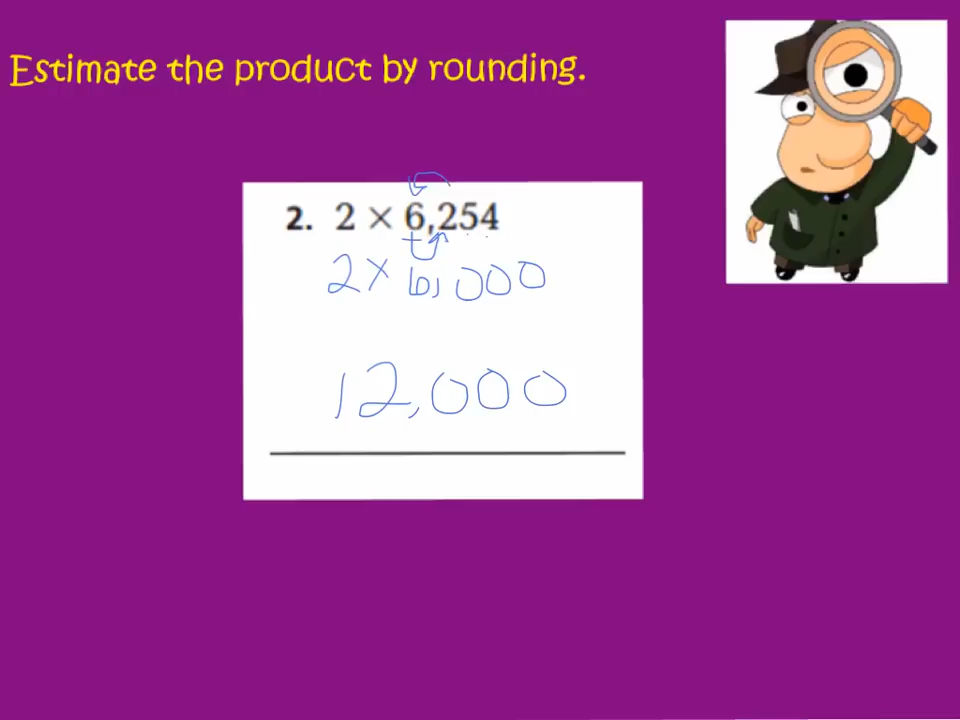 Estimate the product by rounding.
2. 2 × 6,254
2 × 6,000
12,000